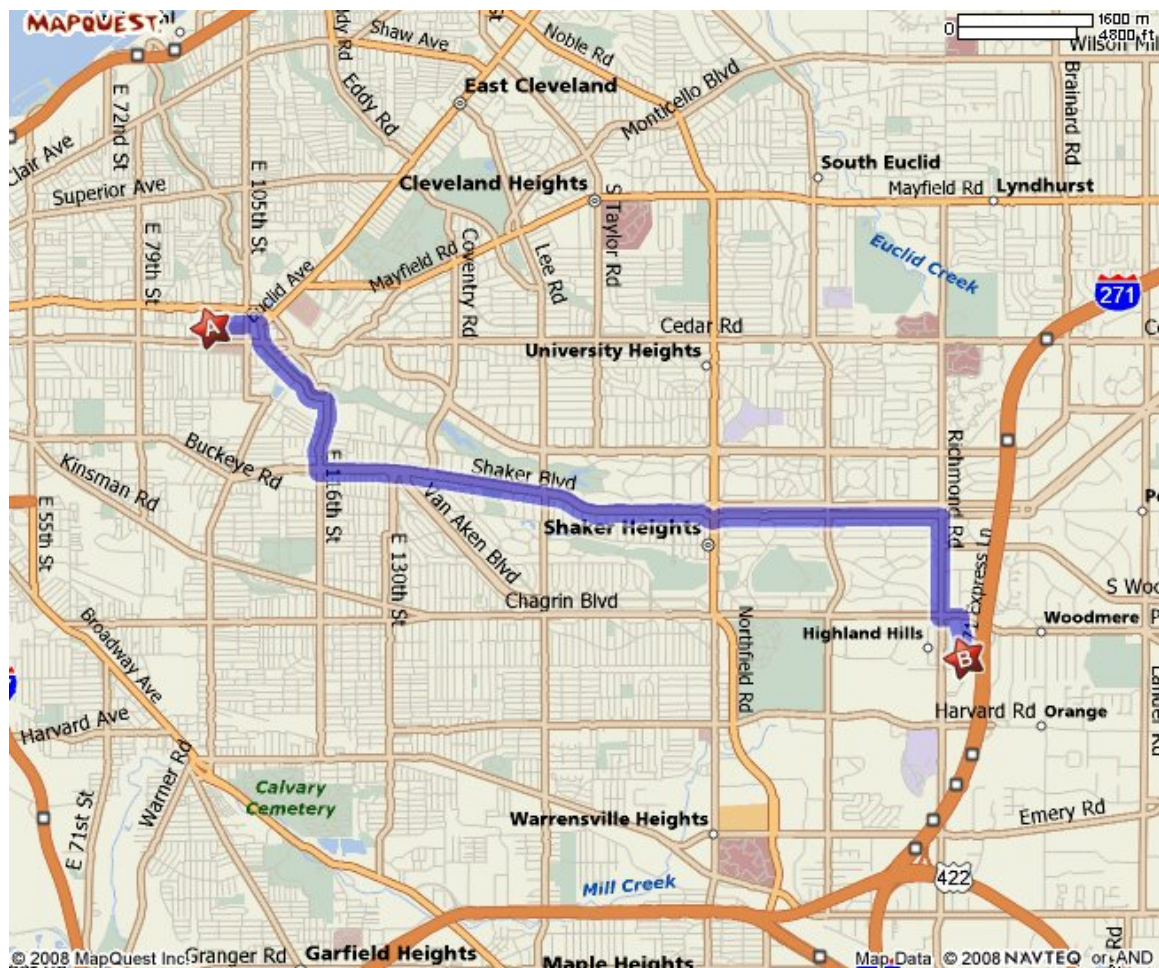 MAPQUEST.
0
1600 m
4800 ft
Shaw Ave
Noble Rd
Wilson Mil
E 72nd St
Eddy Rd
East Cleveland
Monticello Blvd
Brainard Rd
Clair Ave
Superior Ave
E 105th St
Cleveland Heights
South Euclid
Mayfield Rd
Lyndhurst
S Taylor Rd
E 79th St
Euclid Ave
Mayfield Rd
Coventry Rd
Lee Rd
Euclid Creek
271
A
Cedar Rd
University Heights
Buckeye Rd
Kinsman Rd
E 116th St
Shaker Blvd
Richmond Rd
E 55th St
Van Aken Blvd
Shaker Heights
E 130th St
Express
Chagrin Blvd
S Woo
Broadway Ave
Northfield Rd
Highland Hills
Woodmere
B
Harvard Ave
Harvard Rd
Orange
Lander Rd
Warner Rd
Calvary
Cemetery
E 71st St
Warrensville Heights
Emery Rd
Mill Creek
422
© 2008 MapQuest Inc.
Granger Rd
Garfield Heights
Maple Heights
Map Data © 2008 NAVTEQ or AND
Rd